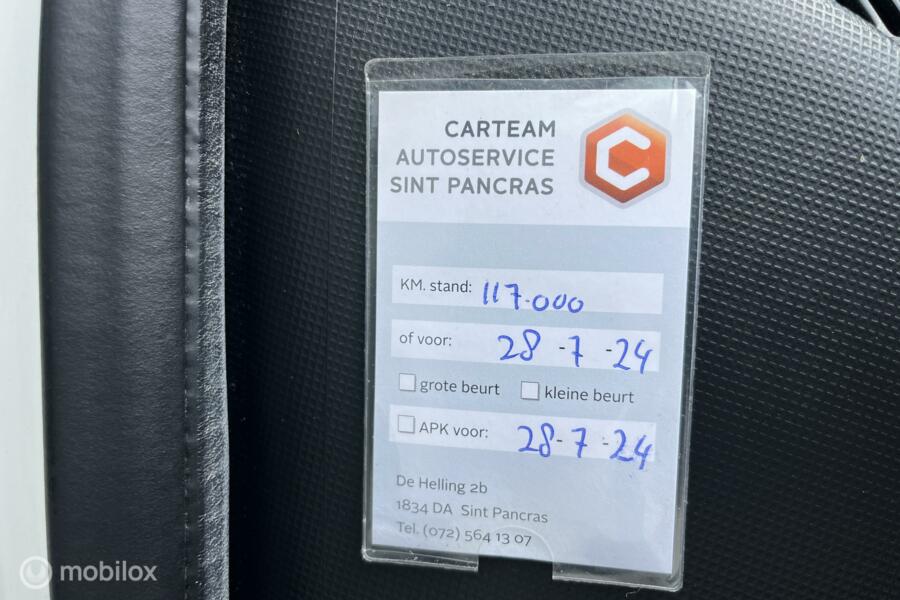 CARTEAM
AUTOSERVICE
SINT PANCRAS
KM. stand: 117.000
of voor: 28-7-24
grote beurt kleine beurt
APK voor: 28-7-24
De Helling 2b
1834 DA Sint Pancras
Tel. (072) 564 13 07
mobilox